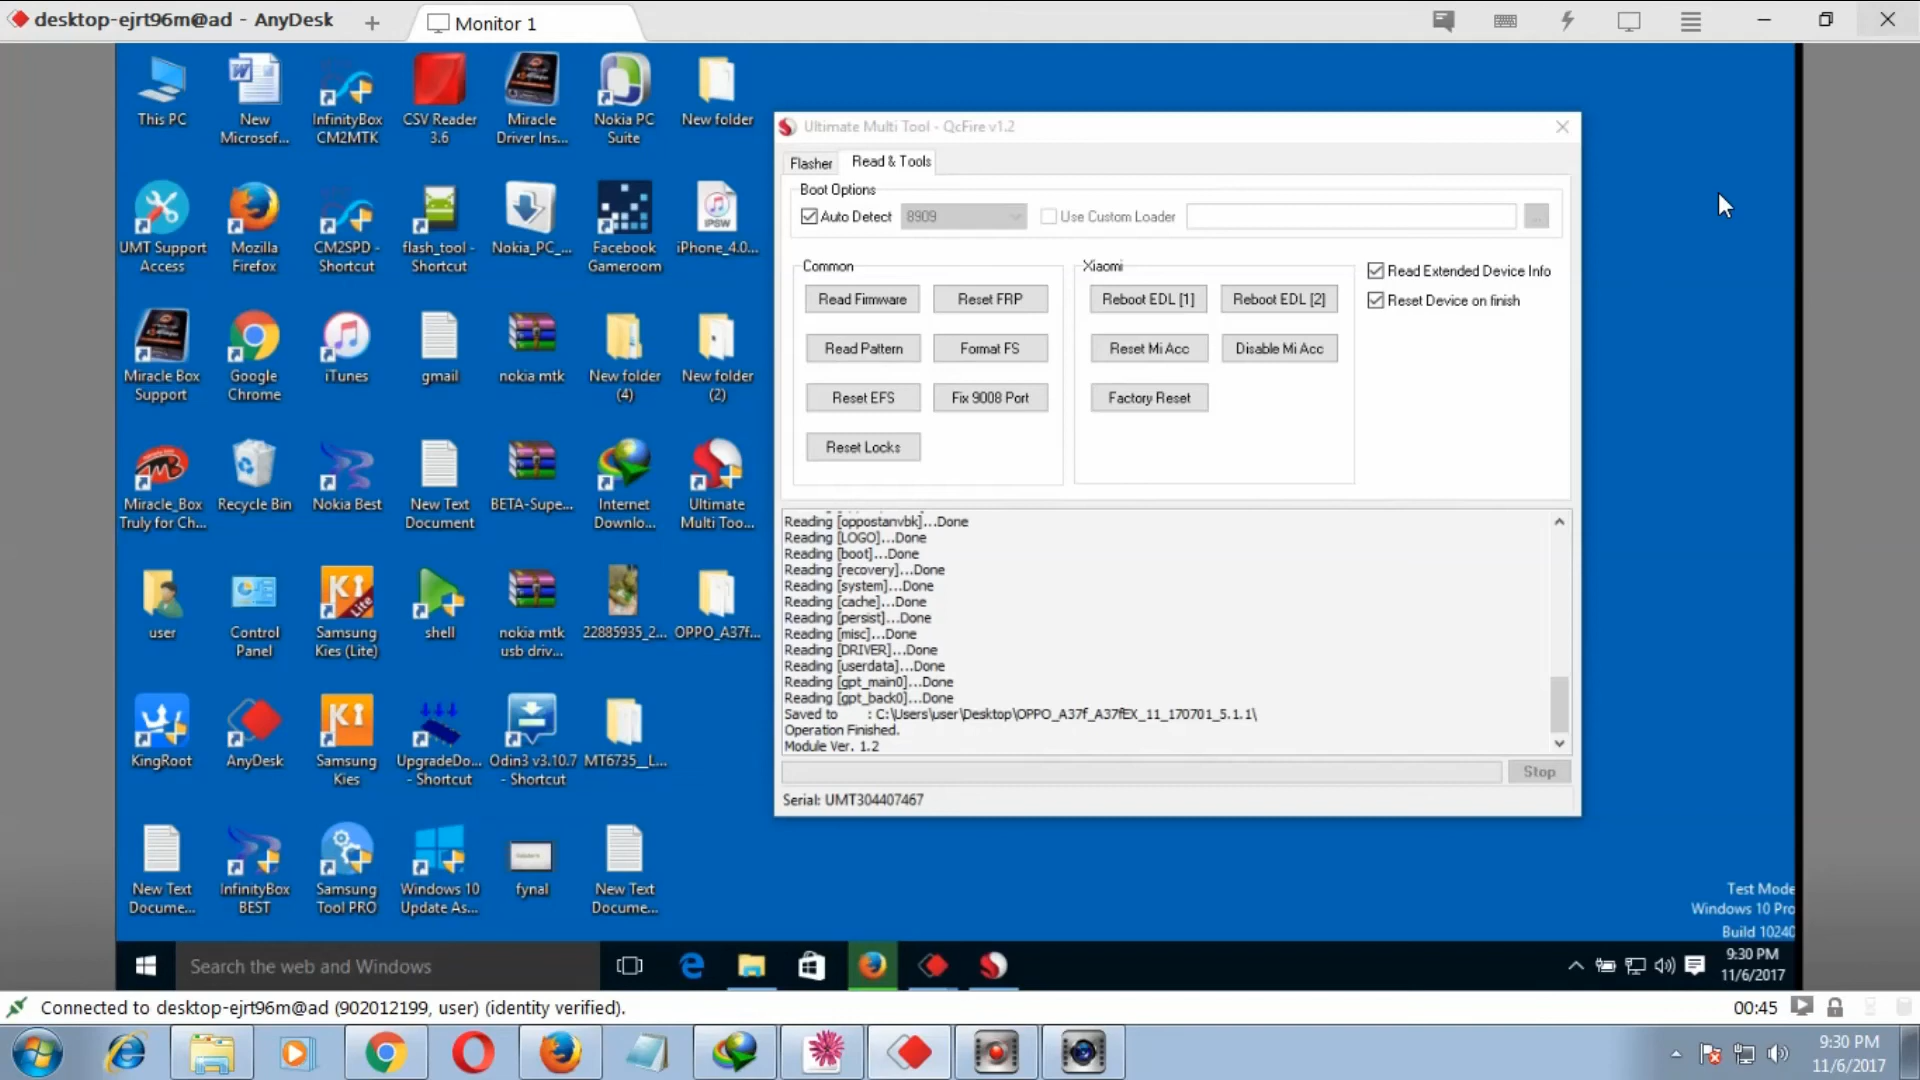 desktop-ejrt96m@ad - AnyDesk
Monitor 1
This PC
New Microsof...
InfinityBox CM2MTK
CSV Reader 3.6
Miracle Driver Ins...
Nokia PC Suite
New folder
UMT Support Access
Mozilla Firefox
CM2SPD - Shortcut
flash_tool - Shortcut
Nokia_PC_...
Facebook Gameroom
iPhone_4.0...
Miracle Box Support
Google Chrome
iTunes
gmail
nokia mtk
New folder (4)
New folder (2)
Miracle_Box Truly for Ch...
Recycle Bin
Nokia Best
New Text Document
BETA-Supe...
Internet Downlo...
Ultimate Multi Too...
user
Control Panel
Samsung Kies (Lite)
shell
nokia mtk usb driv...
22885935_2...
OPPO_A37f...
KingRoot
AnyDesk
Samsung Kies
UpgradeDo... - Shortcut
Odin3 v3.10.7 - Shortcut
MT6735__L...
New Text Docume...
InfinityBox BEST
Samsung Tool PRO
Windows 10 Update As...
fynal
New Text Docume...
Ultimate Multi Tool - QcFire v1.2
Flasher
Read & Tools
Boot Options
Auto Detect
8909
Use Custom Loader
...
Common
Read Firmware
Reset FRP
Read Pattern
Format FS
Reset EFS
Fix 9008 Port
Reset Locks
Xiaomi
Reboot EDL [1]
Reboot EDL [2]
Reset Mi Acc
Disable Mi Acc
Factory Reset
Read Extended Device Info
Reset Device on finish
Reading [oppostanvbk]...Done
Reading [LOGO]...Done
Reading [boot]...Done
Reading [recovery]...Done
Reading [system]...Done
Reading [cache]...Done
Reading [persist]...Done
Reading [misc]...Done
Reading [DRIVER]...Done
Reading [userdata]...Done
Reading [gpt_main0]...Done
Reading [gpt_back0]...Done
Saved to : C:\Users\user\Desktop\OPPO_A37f_A37fEX_11_170701_5.1.1\
Operation Finished.
Module Ver. 1.2
Stop
Serial: UMT304407467
Test Mode
Windows 10 Pro
Build 10240
Search the web and Windows
9:30 PM
11/6/2017
Connected to desktop-ejrt96m@ad (902012199, user) (identity verified).
00:45
9:30 PM
11/6/2017